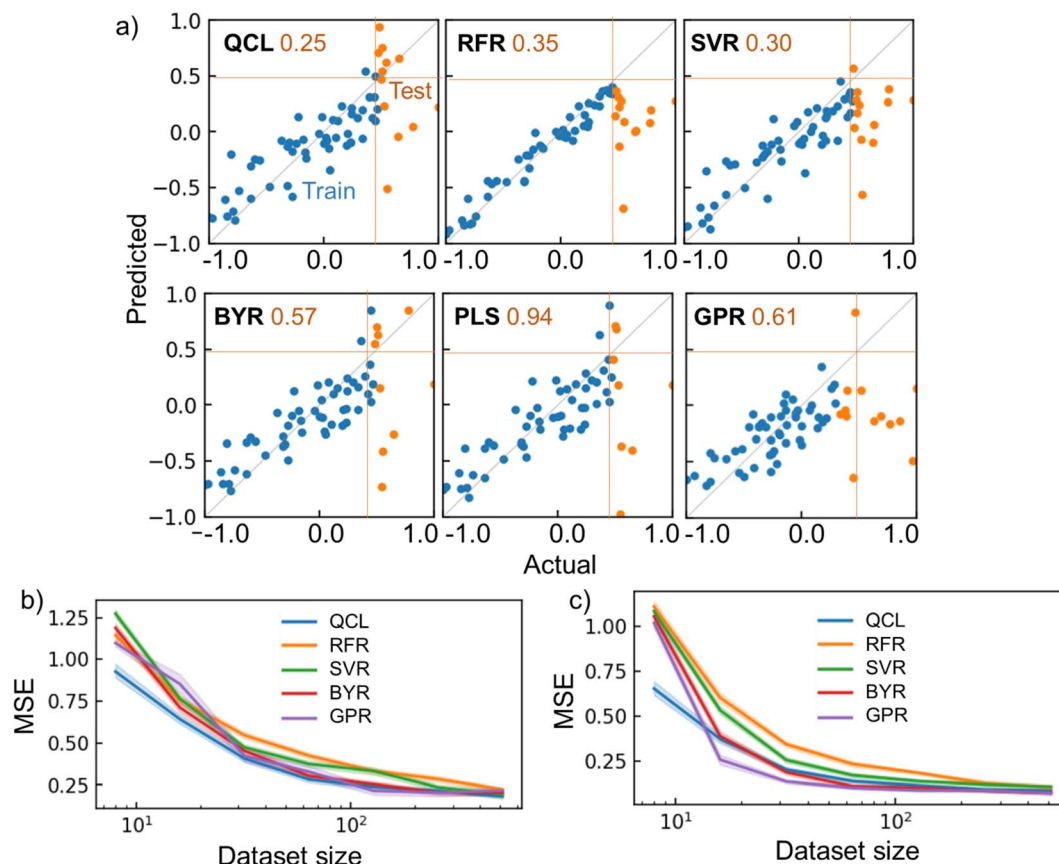 a)
QCL 0.25
RFR 0.35
SVR 0.30
1.0
0.5
0.0
−0.5
−1.0
Test
Train
-1.0 0.0 1.0
-1.0 0.0 1.0
-1.0 0.0 1.0
Predicted
BYR 0.57
PLS 0.94
GPR 0.61
1.0
0.5
0.0
−0.5
−1.0
−1.0 0.0 1.0
−1.0 0.0 1.0
−1.0 0.0 1.0
Actual
b)
MSE
1.25
1.00
0.75
0.50
0.25
QCL
RFR
SVR
BYR
GPR
10¹ 10²
Dataset size
c)
MSE
1.00
0.75
0.50
0.25
QCL
RFR
SVR
BYR
GPR
10¹ 10²
Dataset size